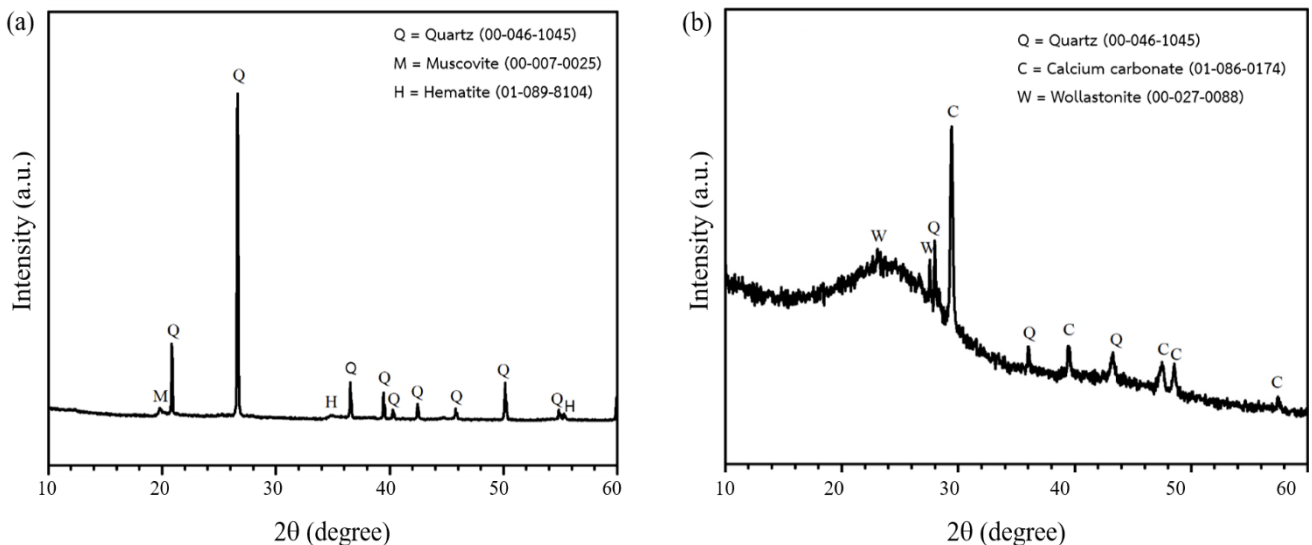 (a)
Q = Quartz (00-046-1045)
M = Muscovite (00-007-0025)
H = Hematite (01-089-8104)
Q
Q
M
H
Q
Q
Q
Q
Q
Q
Q
H
Intensity (a.u.)
10 20 30 40 50 60
2θ (degree)
(b)
Q = Quartz (00-046-1045)
C = Calcium carbonate (01-086-0174)
W = Wollastonite (00-027-0088)
C
Q
W
W
Q
C
Q
C
C
C
Intensity (a.u.)
10 20 30 40 50 60
2θ (degree)